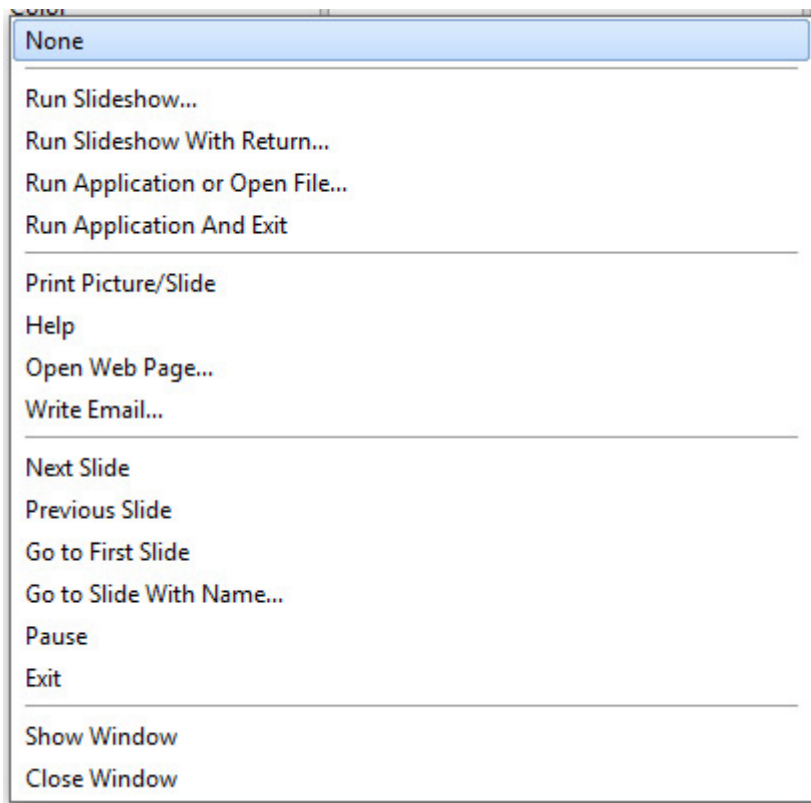 Color
None
Run Slideshow...
Run Slideshow With Return...
Run Application or Open File...
Run Application And Exit
Print Picture/Slide
Help
Open Web Page...
Write Email...
Next Slide
Previous Slide
Go to First Slide
Go to Slide With Name...
Pause
Exit
Show Window
Close Window